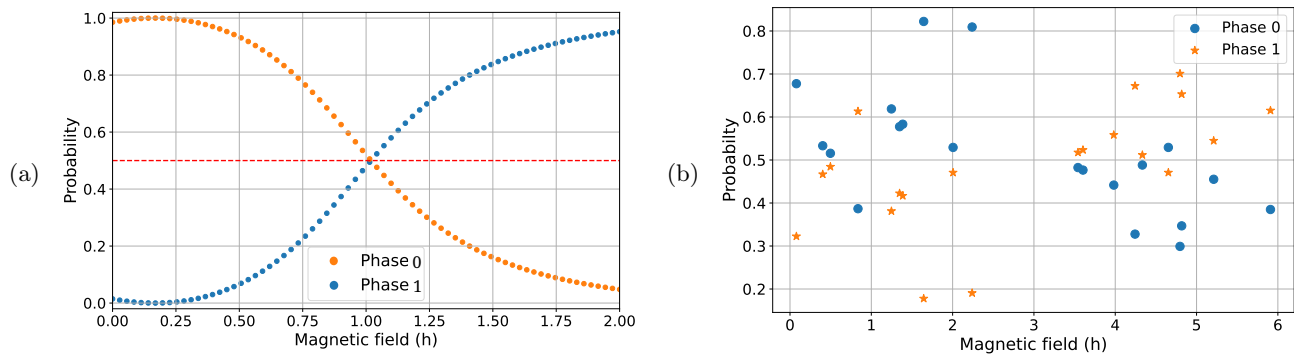 (a)
Probability
1.0
0.8
0.6
0.4
0.2
0.0
Phase 0
Phase 1
0.00 0.25 0.50 0.75 1.00 1.25 1.50 1.75 2.00
Magnetic field (h)
(b)
Probabilty
0.8
0.7
0.6
0.5
0.4
0.3
0.2
Phase 0
Phase 1
0 1 2 3 4 5 6
Magnetic field (h)